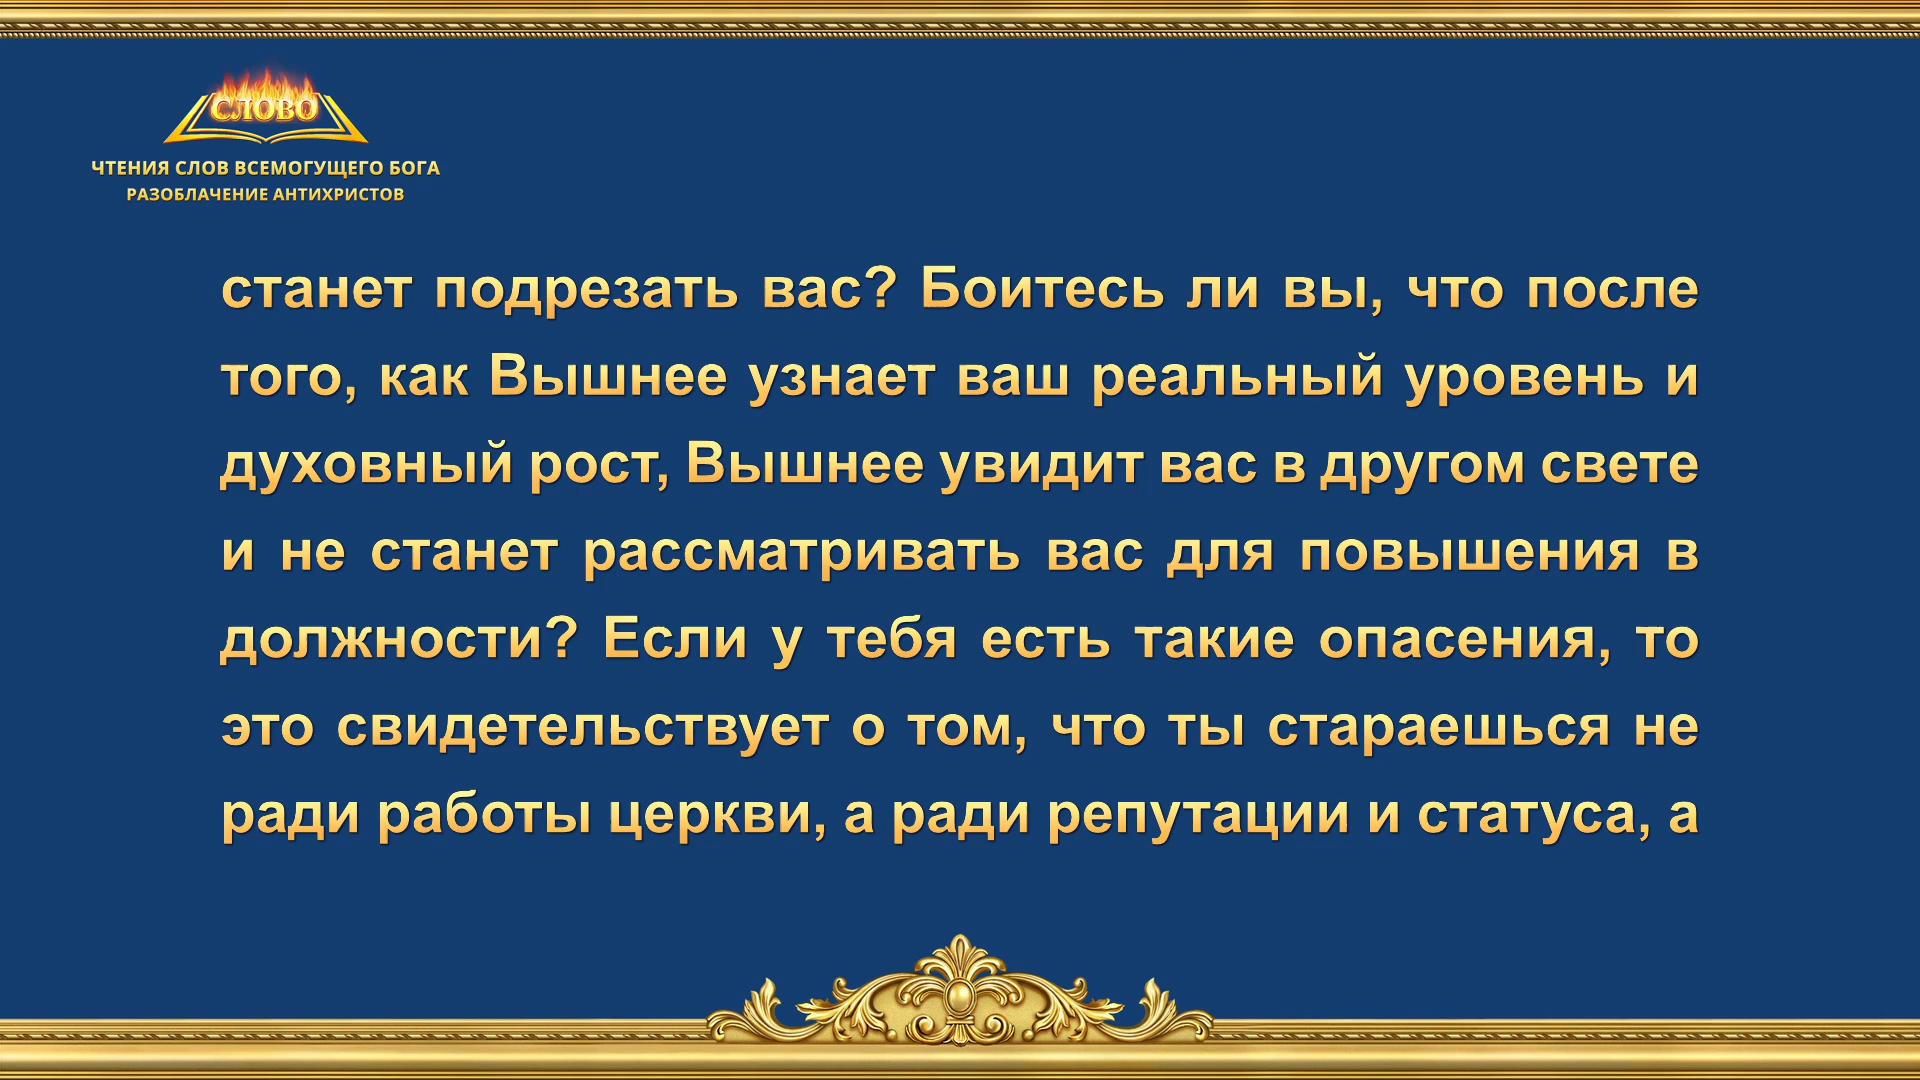 СЛОВО
ЧТЕНИЯ СЛОВ ВСЕМОГУЩЕГО БОГА
РАЗОБЛАЧЕНИЕ АНТИХРИСТОВ
станет подрезать вас? Боитесь ли вы, что после
того, как Вышнее узнает ваш реальный уровень и
духовный рост, Вышнее увидит вас в другом свете
и не станет рассматривать вас для повышения в
должности? Если у тебя есть такие опасения, то
это свидетельствует о том, что ты стараешься не
ради работы церкви, а ради репутации и статуса, а